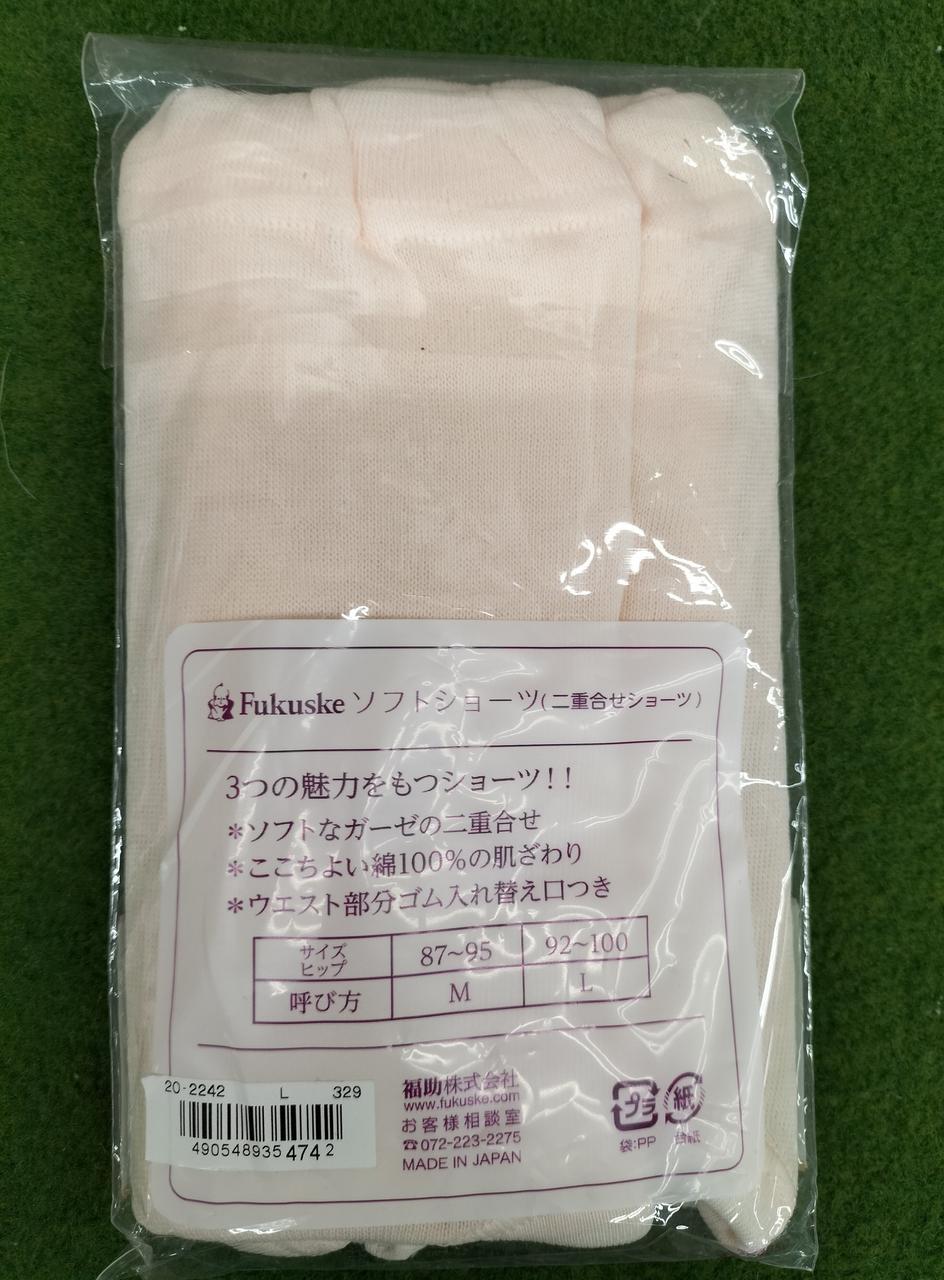 Fukuske ソフトショーツ(二重合せショーツ)
3つの魅力をもつショーツ!!
*ソフトなガーゼの二重合せ
*ここちよい綿100%の肌ざわり
*ウエスト部分ゴム入れ替え口つき
サイズ
ヒップ
87~95
92~100
呼び方
M
L
20-2242 L 329
490548935 474 2
福助株式会社
www.fukuske.com
お客様相談室
☎072-223-2275
MADE IN JAPAN
プラ
紙
袋:PP
台紙